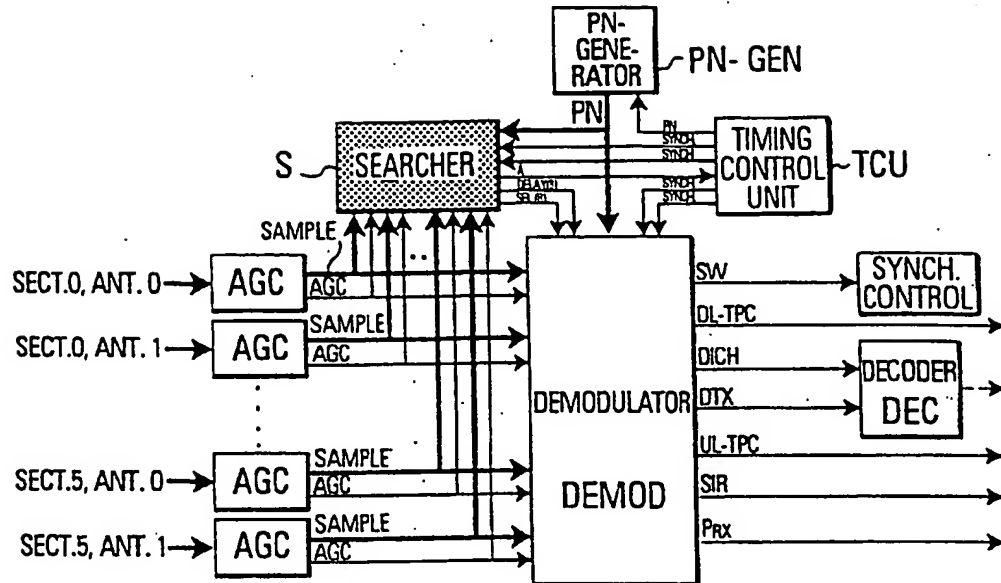 PN-
GENE-
RATOR
PN- GEN
PN
S
SEARCHER
PN
SYNCH
SYNCH
A
SYNCH
SYNCH
TIMING
CONTROL
UNIT
TCU
SAMPLE
..
SECT.0, ANT. 0
AGC
AGC
SECT.0, ANT. 1
AGC
SAMPLE
AGC
SECT.5, ANT. 0
AGC
SAMPLE
AGC
SECT.5, ANT. 1
AGC
SAMPLE
AGC
DEMODULATOR
DEMOD
SW
SYNCH.
CONTROL
DL-TPC
DICH
DTX
DECODER
DEC
UL-TPC
SIR
PRX